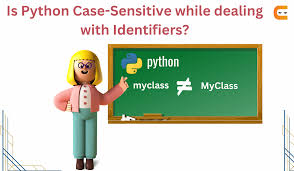 Is Python Case-Sensitive while dealing
with Identifiers?
python
myclass ≠ MyClass